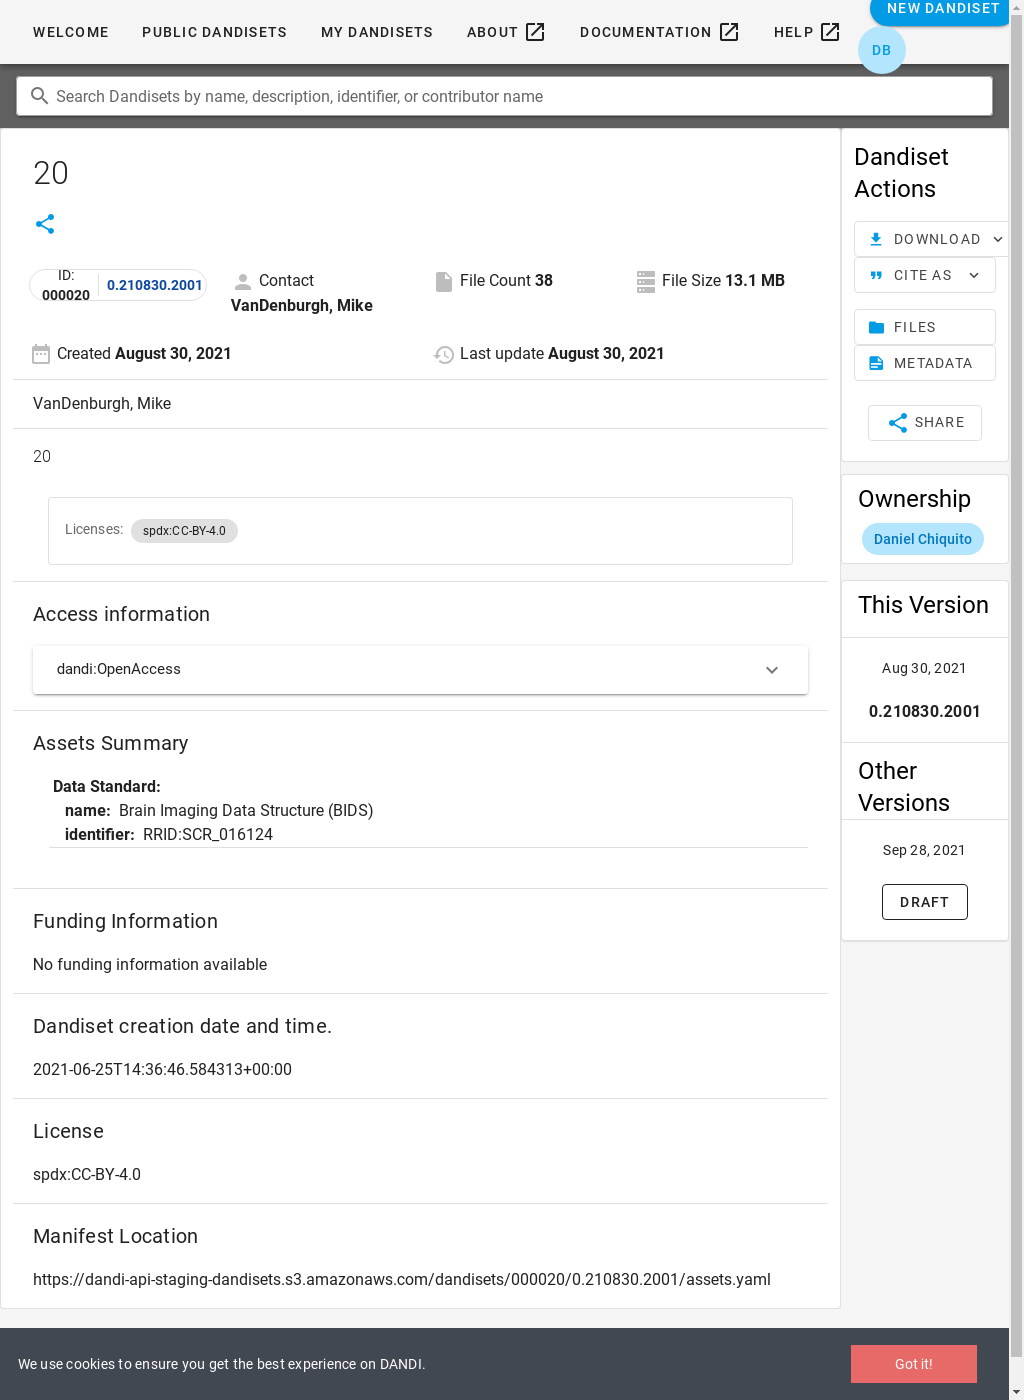 WELCOME PUBLIC DANDISETS MY DANDISETS ABOUT DOCUMENTATION HELP NEW DANDISET
DB
Search Dandisets by name, description, identifier, or contributor name
20
ID: 000020 0.210830.2001
Contact VanDenburgh, Mike
File Count 38
File Size 13.1 MB
Created August 30, 2021
Last update August 30, 2021
VanDenburgh, Mike
20
Licenses: spdx:CC-BY-4.0
Access information
dandi:OpenAccess
Assets Summary
Data Standard:
name: Brain Imaging Data Structure (BIDS)
identifier: RRID:SCR_016124
Funding Information
No funding information available
Dandiset creation date and time.
2021-06-25T14:36:46.584313+00:00
License
spdx:CC-BY-4.0
Manifest Location
https://dandi-api-staging-dandisets.s3.amazonaws.com/dandisets/000020/0.210830.2001/assets.yaml
Dandiset
Actions
DOWNLOAD
CITE AS
FILES
METADATA
SHARE
Ownership
Daniel Chiquito
This Version
Aug 30, 2021
0.210830.2001
Other
Versions
Sep 28, 2021
DRAFT
We use cookies to ensure you get the best experience on DANDI.
Got it!